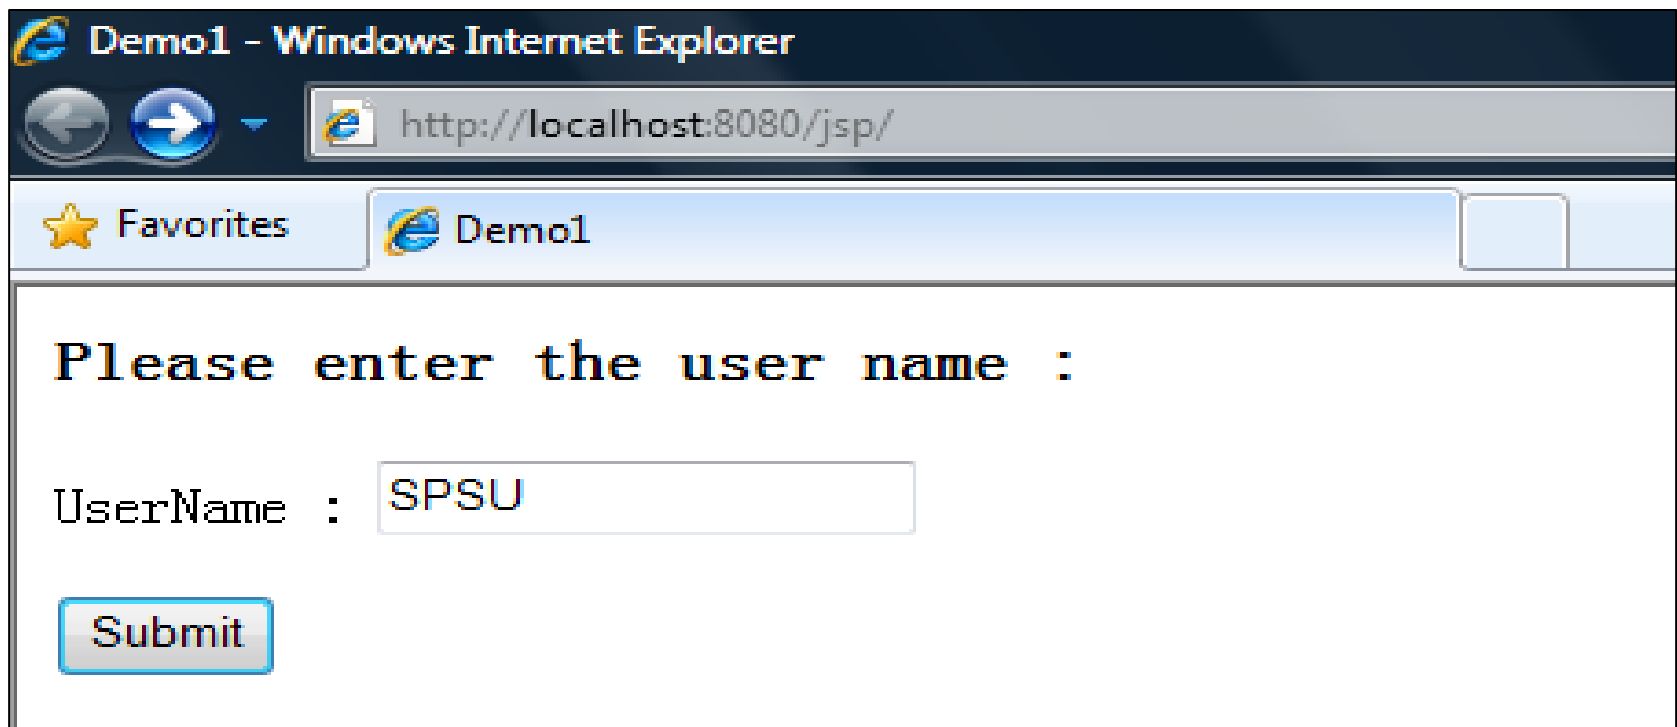 Demo1 - Windows Internet Explorer
http://localhost:8080/jsp/
Favorites
Demo1
Please enter the user name :
UserName : SPSU
Submit